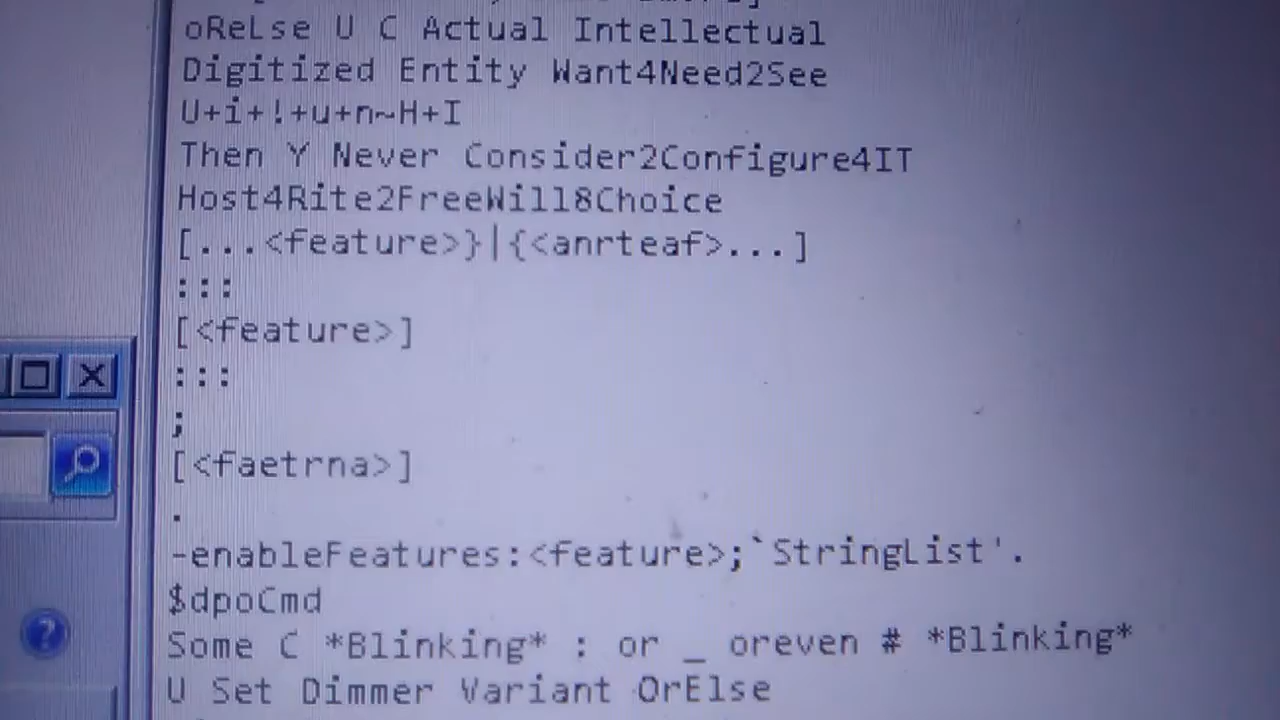 oReLse U C Actual Intellectual
Digitized Entity Want4Need2See
U+i+!+u+n~H+I
Then Y Never Consider2Configure4IT
Host4Rite2FreeWill8Choice
[...<feature>}|{<anrteaf>...]
:::
[<feature>]
:::
;
[<faetrna>]
.
-enableFeatures:<feature>;`StringList'.
$dpoCmd
Some C *Blinking* : or _ oreven # *Blinking*
U Set Dimmer Variant OrElse